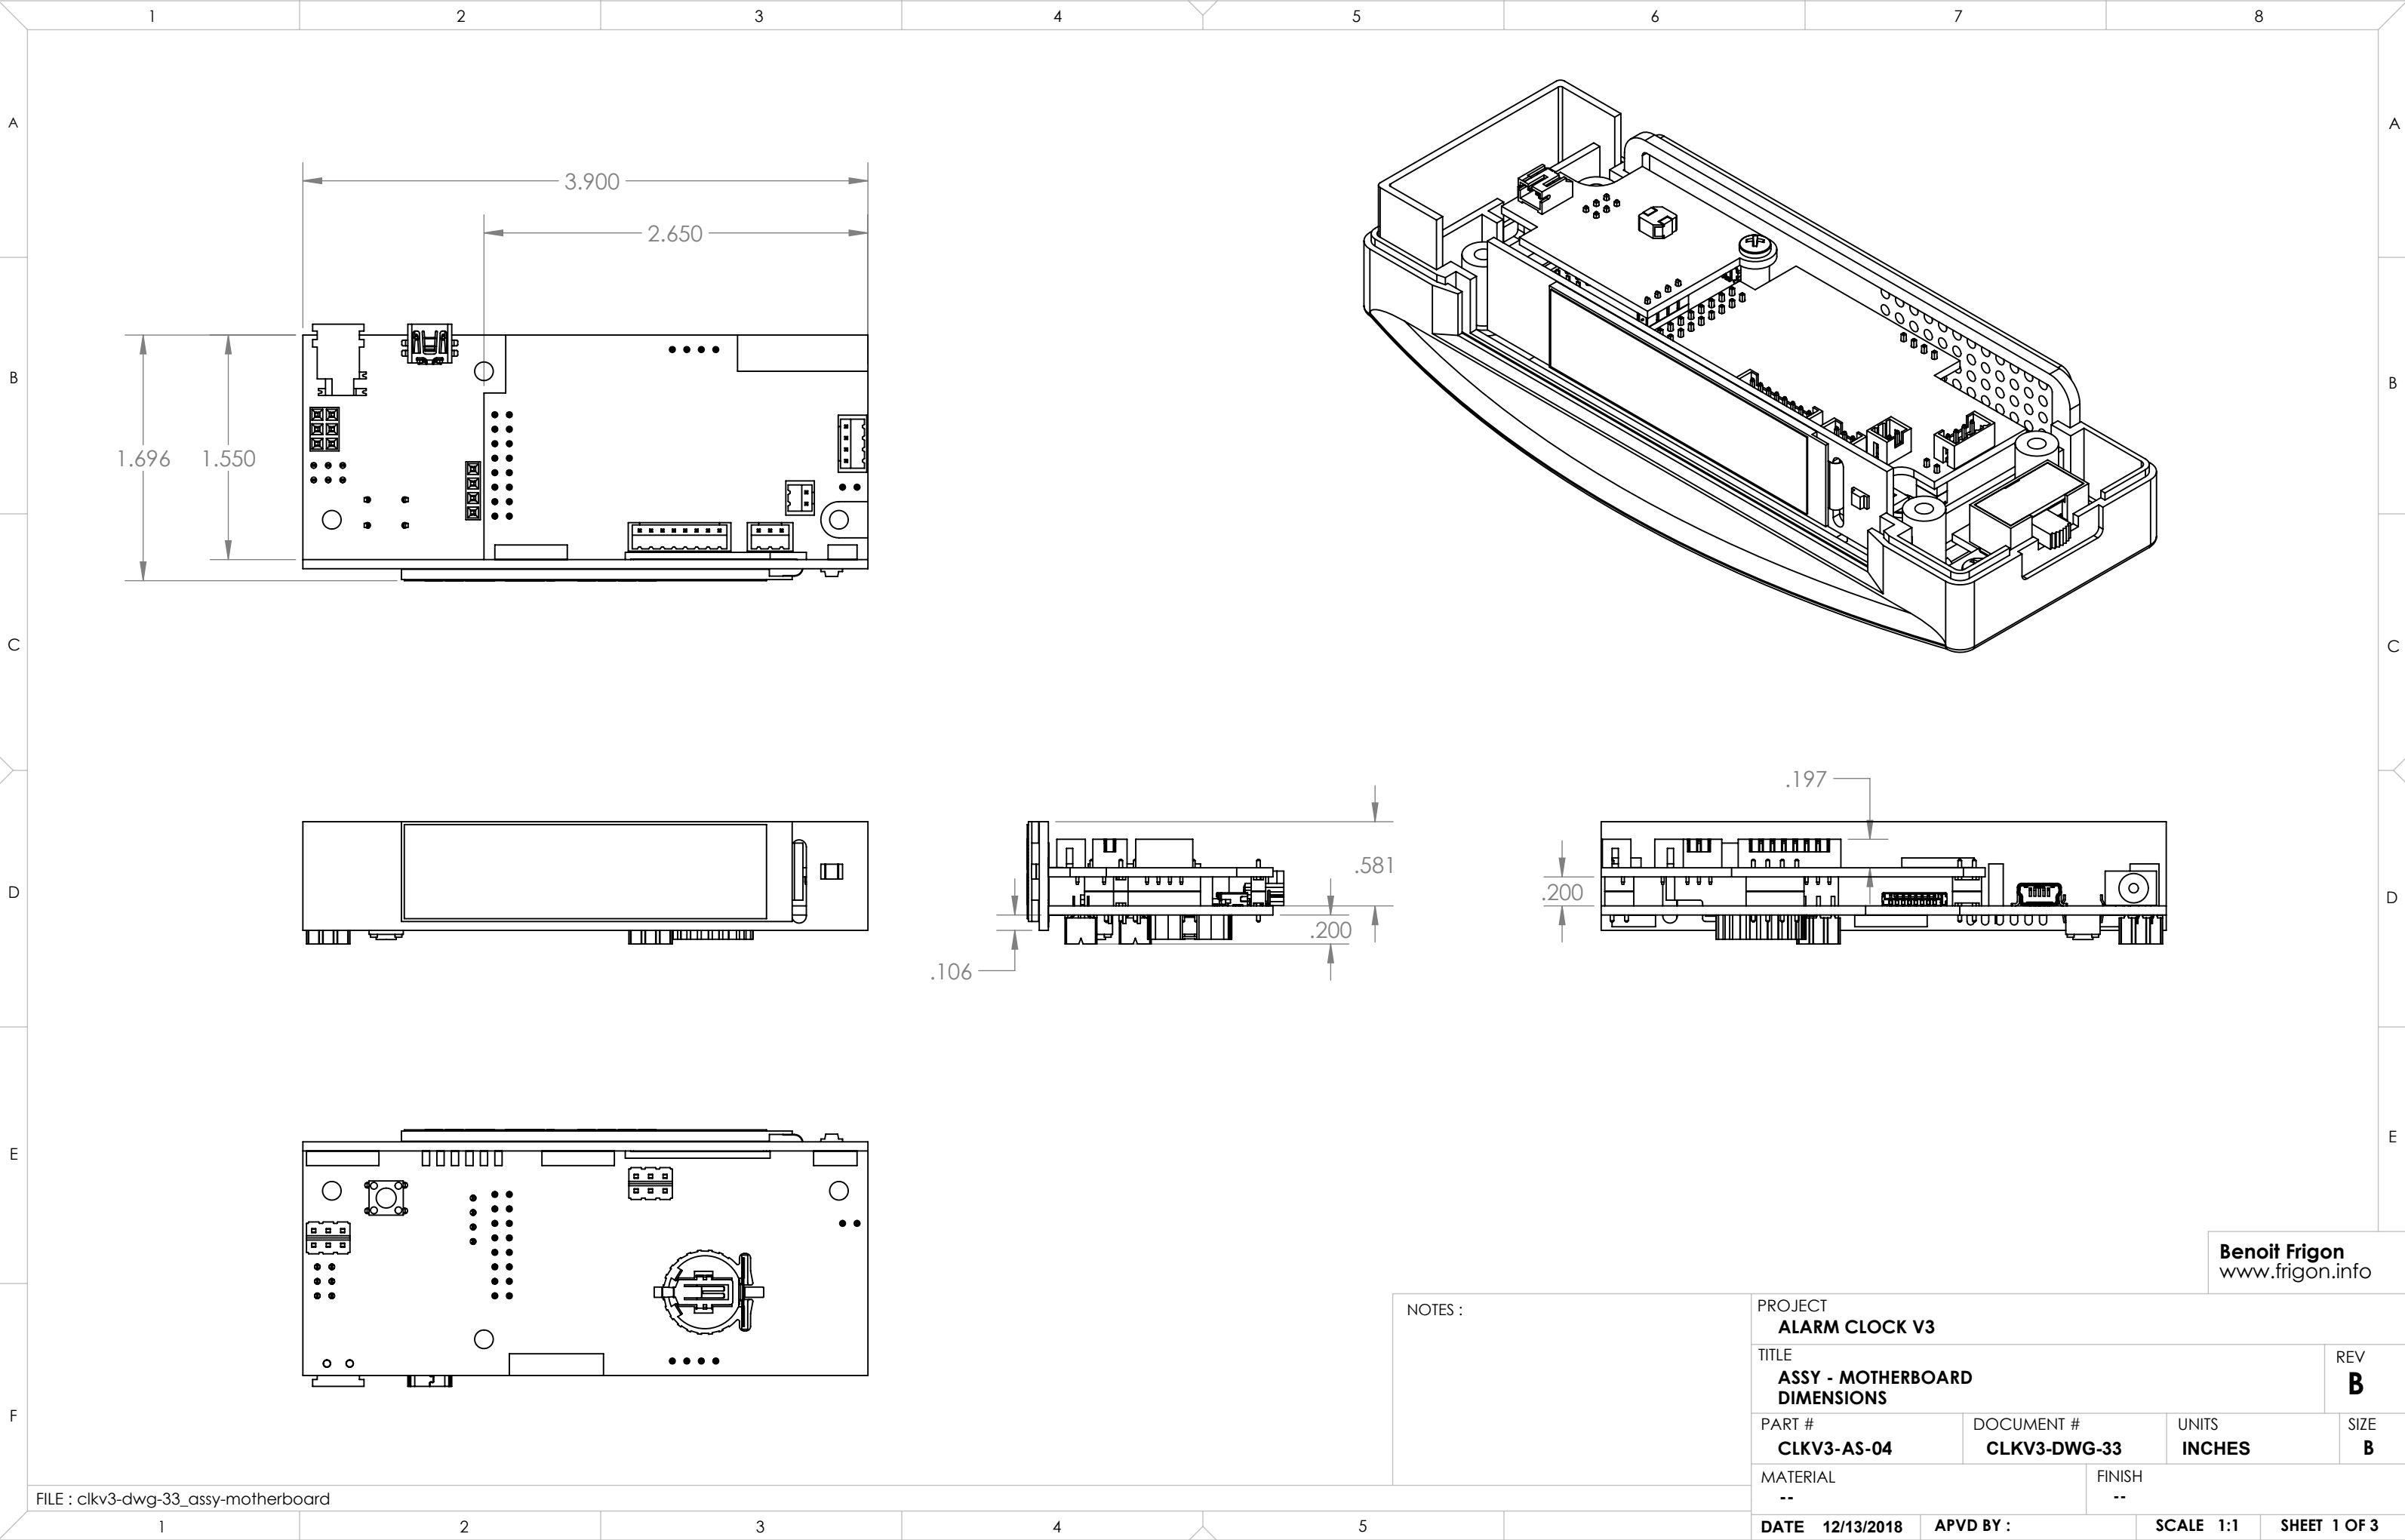 1 2 3 4 5 6 7 8
A A
3.900
2.650
B B
1.696 1.550
C C
.197
.581
.200
D D
.200
.106
E E
Benoit Frigon
www.frigon.info
NOTES :
PROJECT
ALARM CLOCK V3
TITLE
ASSY - MOTHERBOARD
DIMENSIONS
REV
B
F
PART #
CLKV3-AS-04
DOCUMENT #
CLKV3-DWG-33
UNITS
INCHES
SIZE
B
MATERIAL
--
FINISH
--
FILE : clkv3-dwg-33_assy-motherboard
DATE 12/13/2018 APVD BY : SCALE 1:1 SHEET 1 OF 3
1 2 3 4 5